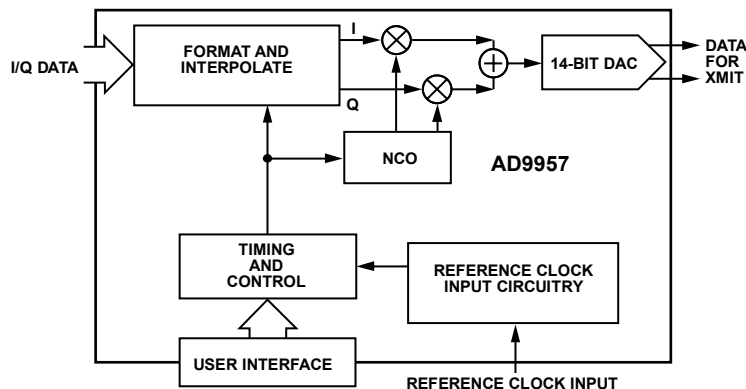 I/Q DATA
FORMAT AND
INTERPOLATE
I
Q
NCO
14-BIT DAC
DATA
FOR
XMIT
AD9957
TIMING
AND
CONTROL
REFERENCE CLOCK
INPUT CIRCUITRY
USER INTERFACE
REFERENCE CLOCK INPUT